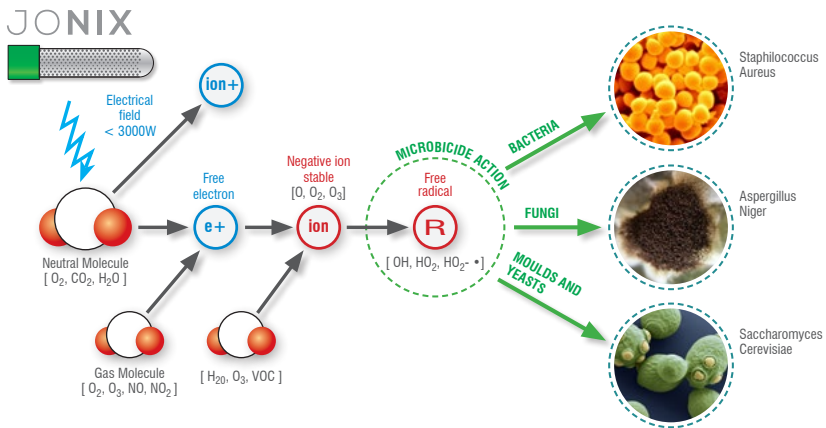 JONIX
Electrical
field
< 3000W
ion+
Free
electron
e+
Negative ion
stable
[O, O₂, O₃]
ion
MICROBICIDE ACTION
Free
radical
R
[ OH, HO₂, HO₂- •]
Neutral Molecule
[ O₂, CO₂, H₂O ]
Gas Molecule
[ O₂, O₃, NO, NO₂ ]
[ H₂₀, O₃, VOC ]
BACTERIA
FUNGI
MOULDS AND
YEASTS
Staphilococcus
Aureus
Aspergillus
Niger
Saccharomyces
Cerevisiae